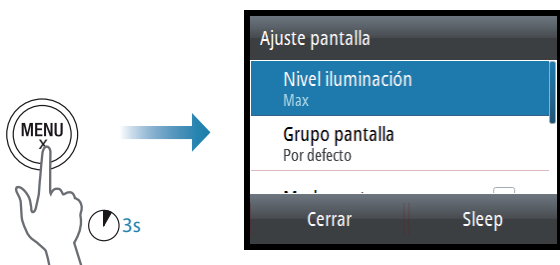 Ajuste pantalla
Nivel iluminación
Max
MENU
X
Grupo pantalla
Por defecto
3s
Cerrar
Sleep